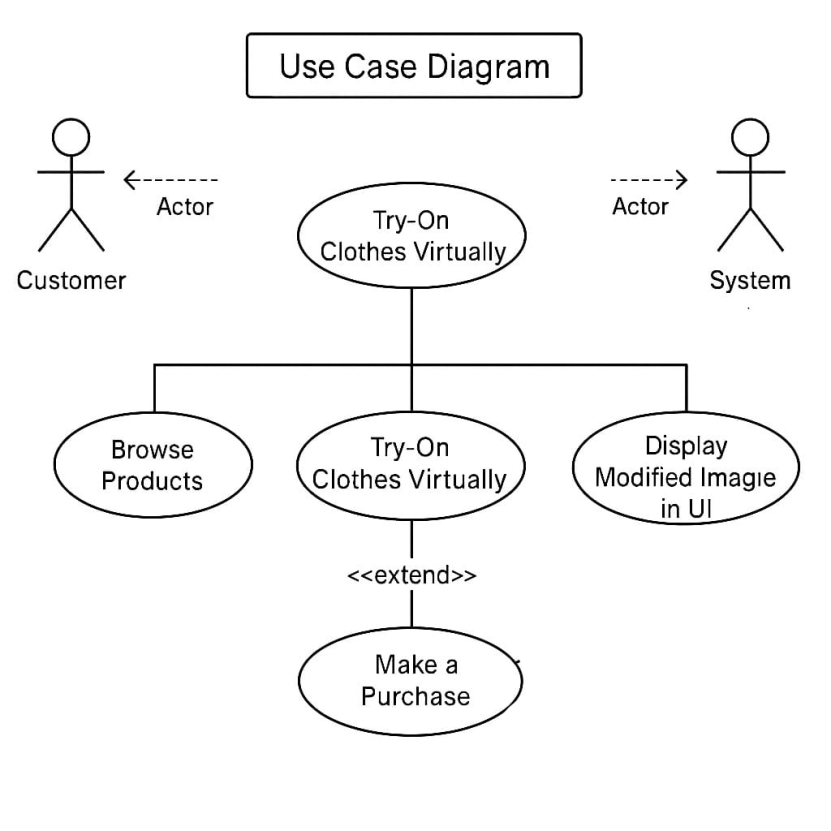 Use Case Diagram
Actor
Actor
Customer
System
Try-On
Clothes Virtually
Browse
Products
Try-On
Clothes Virtually
Display
Modified Imagıe
in UI
<<extend>>
Make a
Purchase